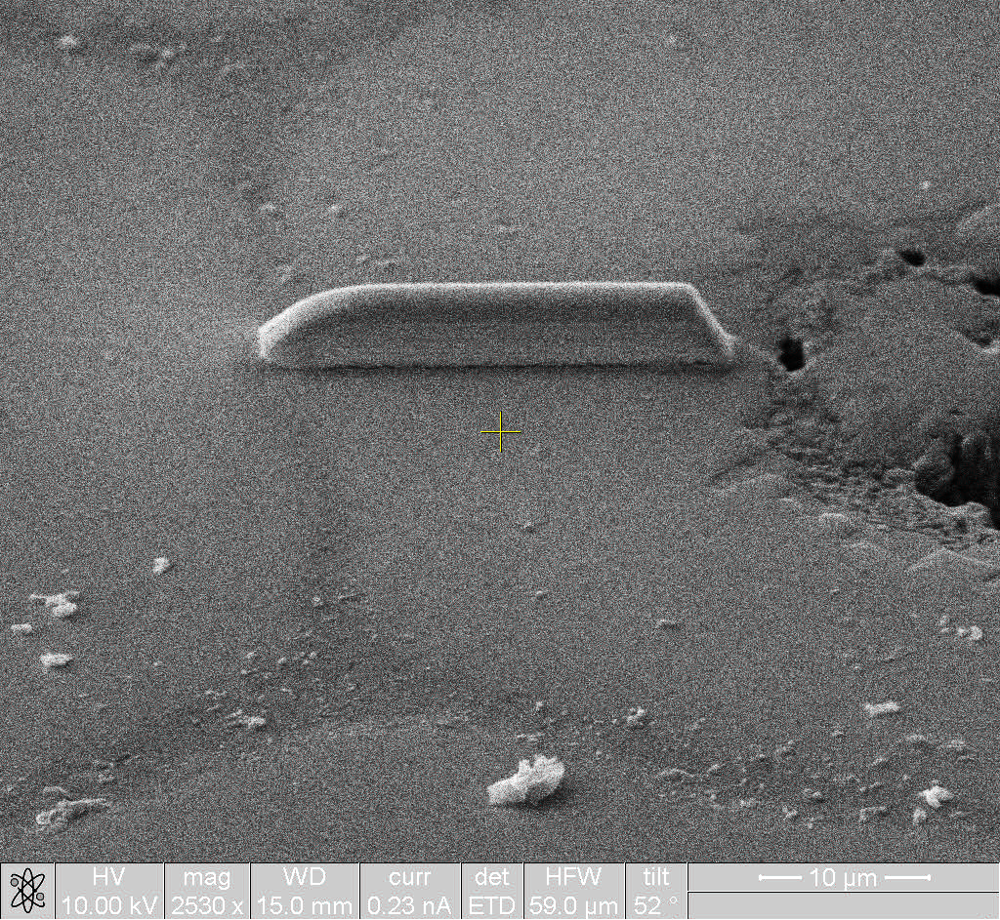 HV mag WD curr det HFW tilt
10.00 kV 2530 x 15.0 mm 0.23 nA ETD 59.0 µm 52 °
10 µm